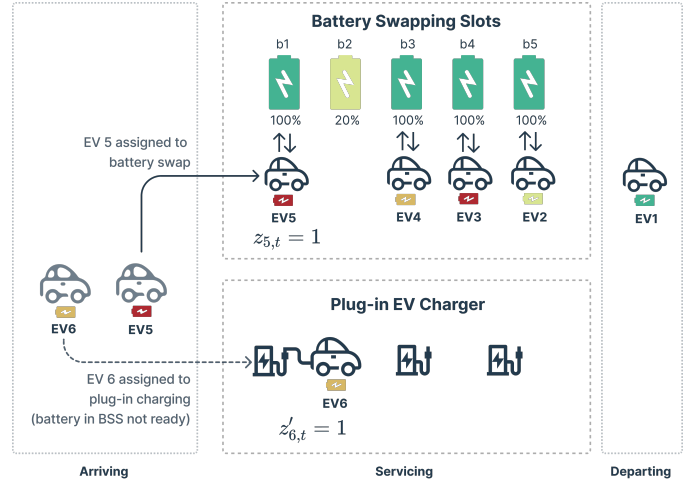 Battery Swapping Slots
b1 b2 b3 b4 b5
100% 20% 100% 100% 100%
EV 5 assigned to
battery swap
EV5 EV4 EV3 EV2 EV1
z5,t = 1
EV6 EV5
Plug-in EV Charger
EV 6 assigned to
plug-in charging
(battery in BSS not ready)
EV6
z′6,t = 1
Arriving Servicing Departing